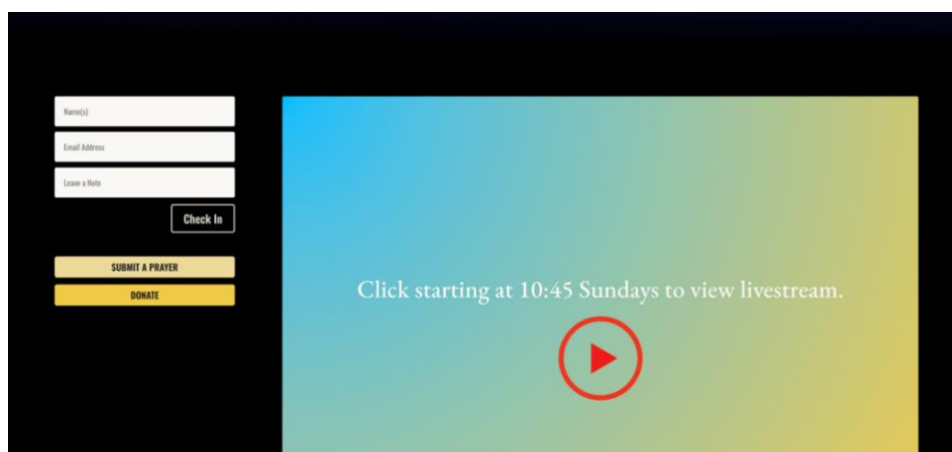 Name(s)
Email Address
Leave a Note
Check In
SUBMIT A PRAYER
DONATE
Click starting at 10:45 Sundays to view livestream.